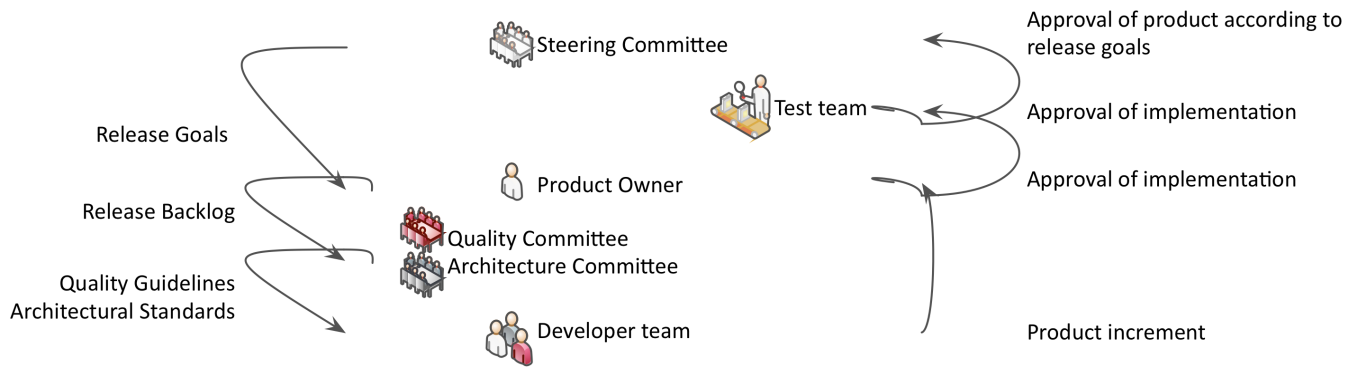 Approval of product according to
release goals
Steering Committee
Test team
Approval of implementation
Release Goals
Product Owner
Approval of implementation
Release Backlog
Quality Committee
Architecture Committee
Quality Guidelines
Architectural Standards
Developer team
Product increment